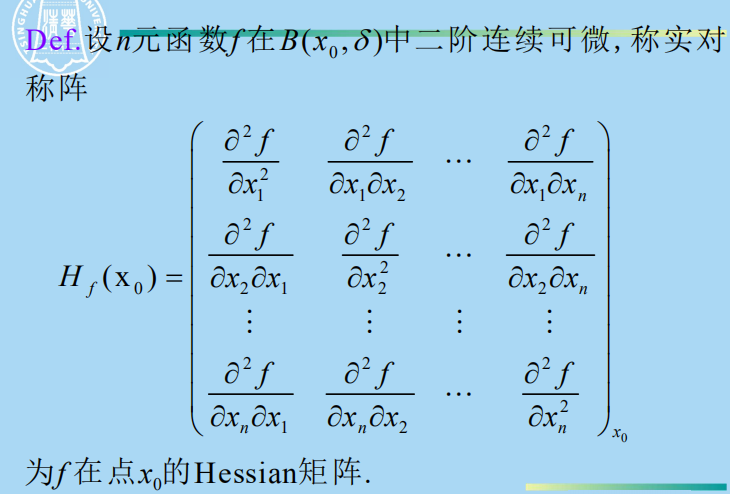 Def.设n元函数f在B(x₀,δ)中二阶连续可微,称实对
称阵
H_f(x₀)=
∂²f/∂x₁² ∂²f/∂x₁∂x₂ ⋯ ∂²f/∂x₁∂xₙ
∂²f/∂x₂∂x₁ ∂²f/∂x₂² ⋯ ∂²f/∂x₂∂xₙ
⋮ ⋮ ⋮ ⋮
∂²f/∂xₙ∂x₁ ∂²f/∂xₙ∂x₂ ⋯ ∂²f/∂xₙ²
x₀
为f在点x₀的Hessian矩阵.